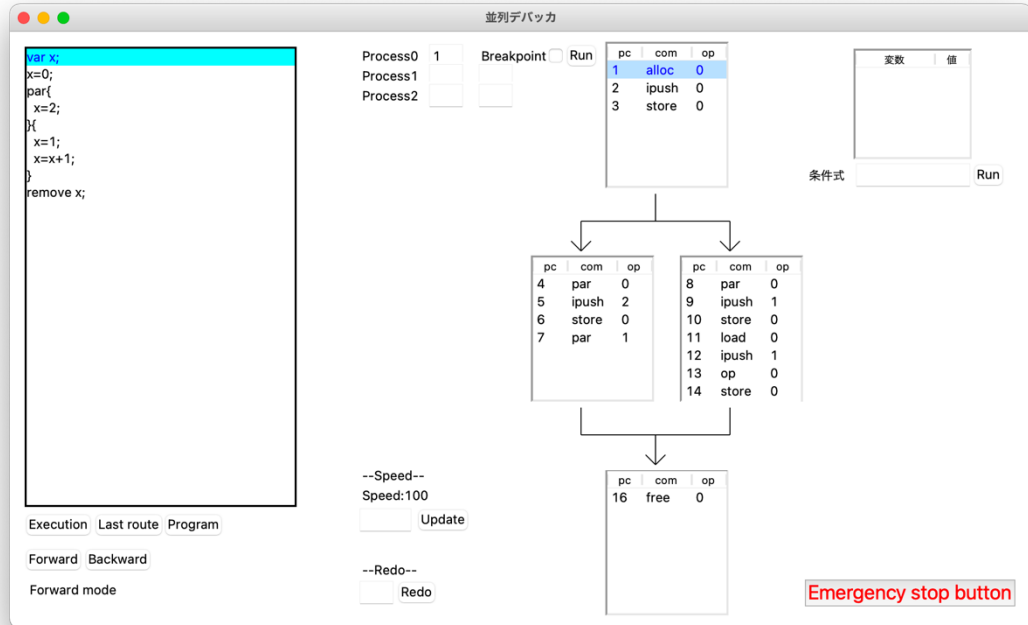 並列デバッカ
var x;
x=0;
par{
x=2;
}{
x=1;
x=x+1;
}
remove x;
Execution Last route Program
Forward Backward
Forward mode
Process0 1 Breakpoint Run
Process1
Process2
pc com op
1 alloc 0
2 ipush 0
3 store 0
変数 値
条件式 Run
pc com op
4 par 0
5 ipush 2
6 store 0
7 par 1
pc com op
8 par 0
9 ipush 1
10 store 0
11 load 0
12 ipush 1
13 op 0
14 store 0
pc com op
16 free 0
--Speed--
Speed:100
Update
--Redo--
Redo
Emergency stop button